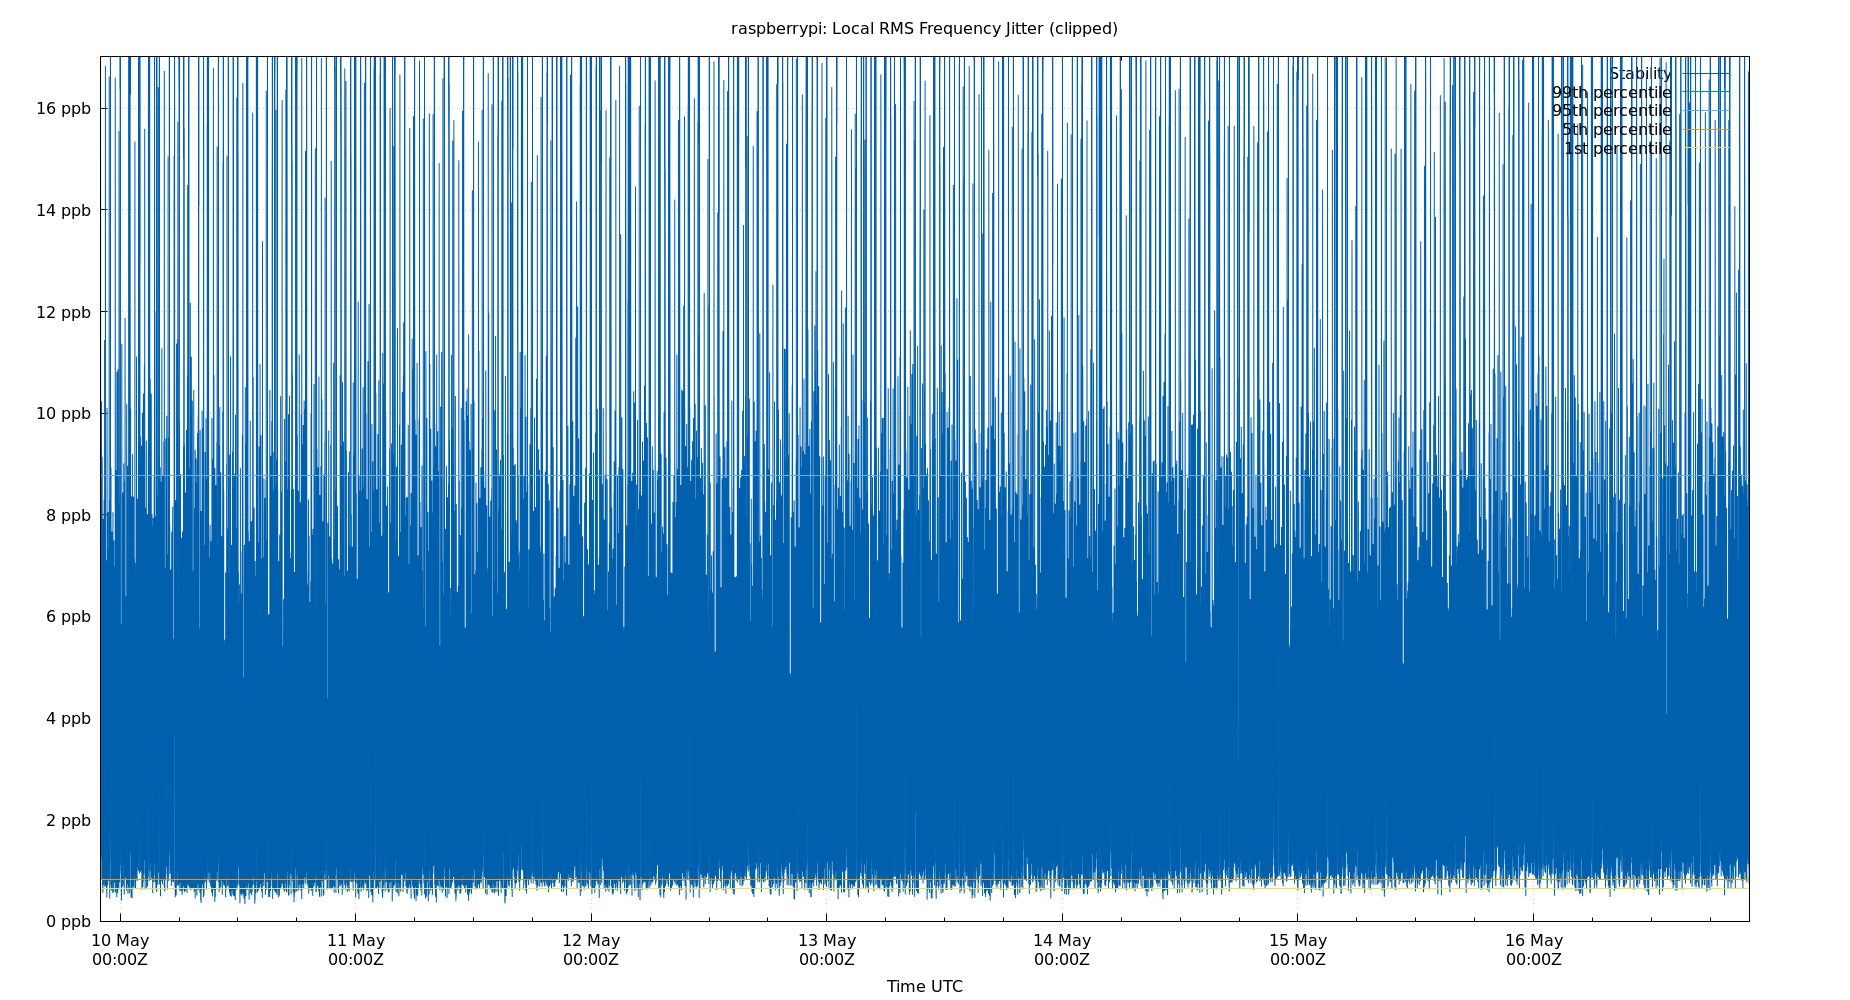 raspberrypi: Local RMS Frequency Jitter (clipped)
Stability
99th percentile
95th percentile
5th percentile
1st percentile
16 ppb
14 ppb
12 ppb
10 ppb
8 ppb
6 ppb
4 ppb
2 ppb
0 ppb
10 May 11 May 12 May 13 May 14 May 15 May 16 May
00:00Z 00:00Z 00:00Z 00:00Z 00:00Z 00:00Z 00:00Z
Time UTC